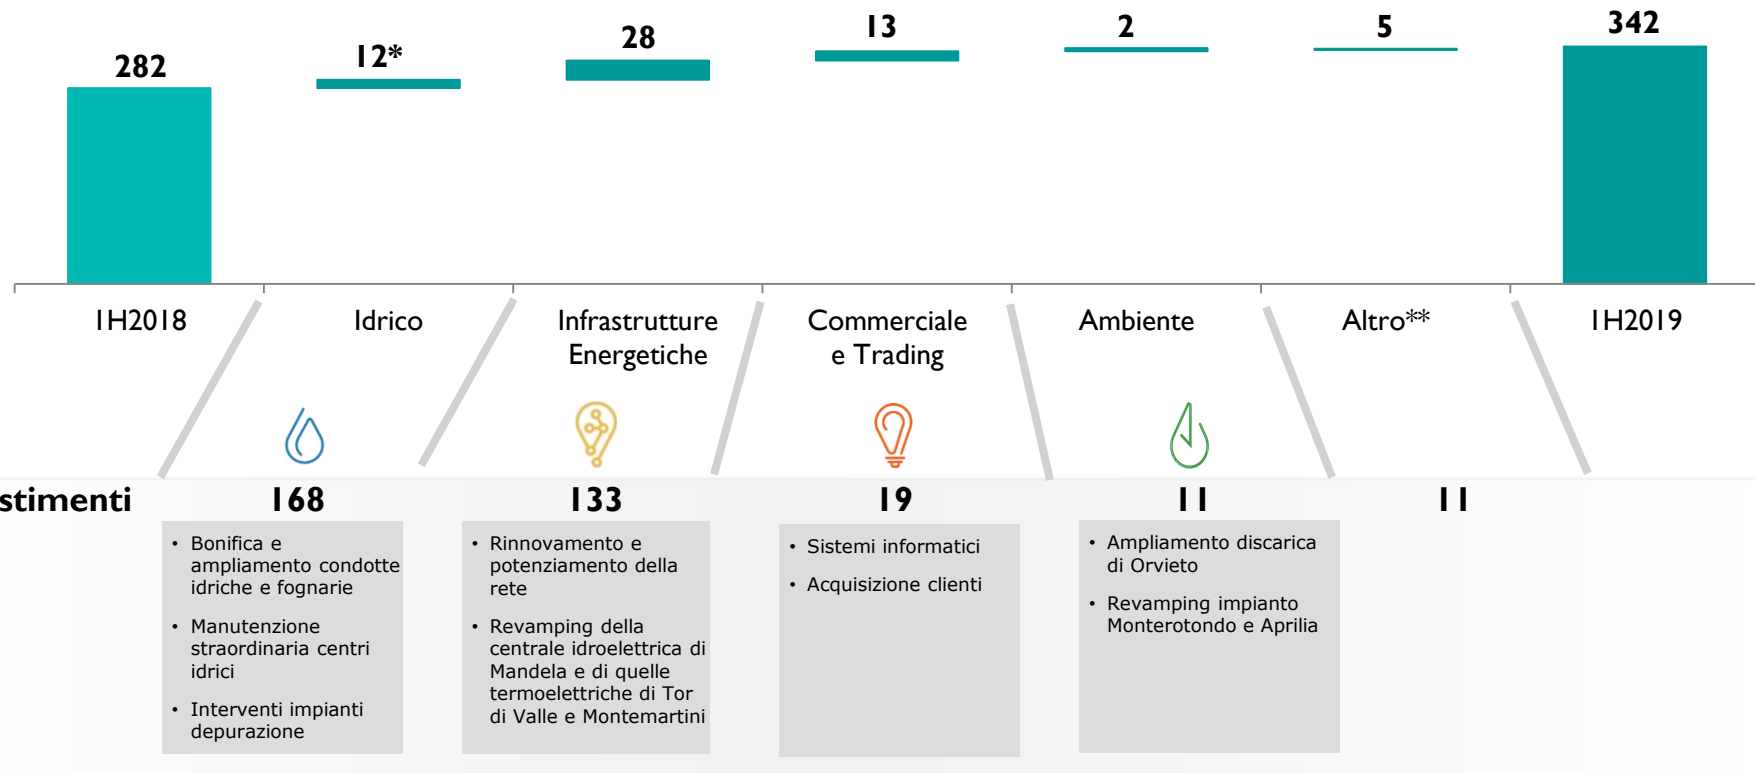 282
12*
28
13
2
5
342
1H2018
Idrico
Infrastrutture
Energetiche
Commerciale
e Trading
Ambiente
Altro**
1H2019
stimenti
168
133
19
11
11
• Bonifica e
ampliamento condotte
idriche e fognarie
• Manutenzione
straordinaria centri
idrici
• Interventi impianti
depurazione
• Rinnovamento e
potenziamento della
rete
• Revamping della
centrale idroelettrica di
Mandela e di quelle
termoelettriche di Tor
di Valle e Montemartini
• Sistemi informatici
• Acquisizione clienti
• Ampliamento discarica
di Orvieto
• Revamping impianto
Monterotondo e Aprilia